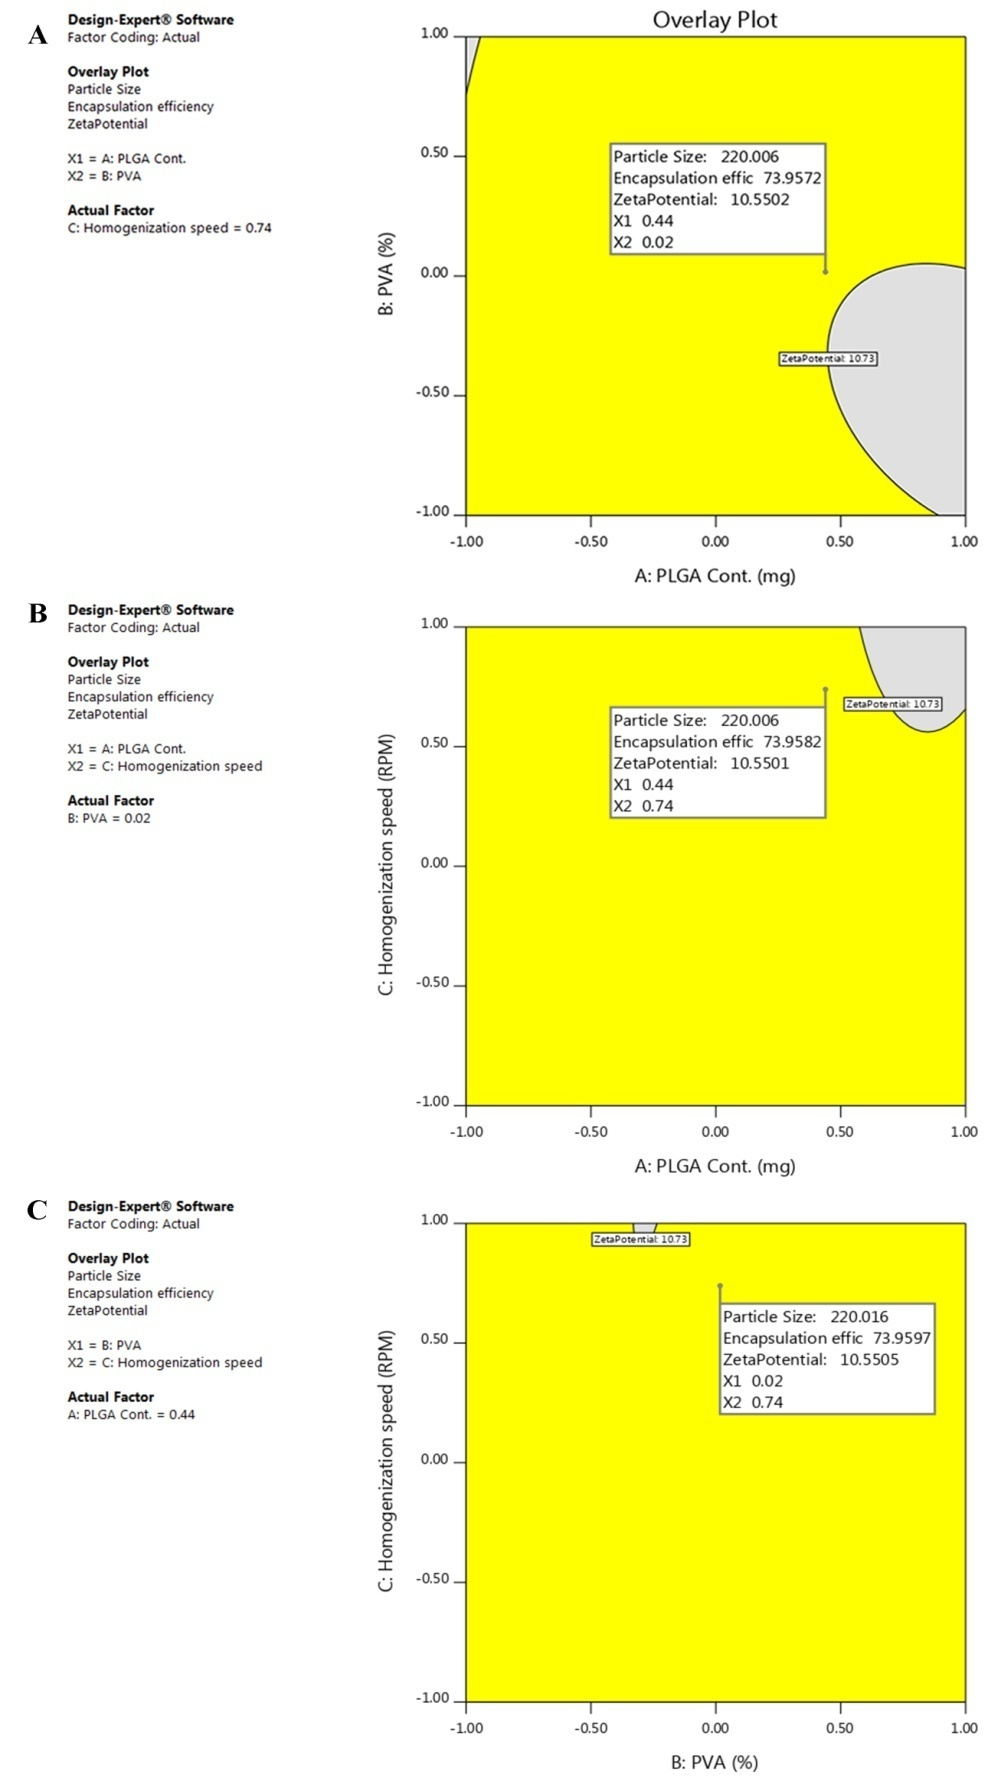 A
Design-Expert® Software
Factor Coding: Actual
Overlay Plot
Particle Size
Encapsulation efficiency
ZetaPotential
X1 = A: PLGA Cont.
X2 = B: PVA
Actual Factor
C: Homogenization speed = 0.74
Overlay Plot
B: PVA (%)
1.00
0.50
0.00
-0.50
-1.00
Particle Size: 220.006
Encapsulation effic 73.9572
ZetaPotential: 10.5502
X1 0.44
X2 0.02
ZetaPotential: 10.73
-1.00 -0.50 0.00 0.50 1.00
A: PLGA Cont. (mg)
B
Design-Expert® Software
Factor Coding: Actual
Overlay Plot
Particle Size
Encapsulation efficiency
ZetaPotential
X1 = A: PLGA Cont.
X2 = C: Homogenization speed
Actual Factor
B: PVA = 0.02
C: Homogenization speed (RPM)
1.00
0.50
0.00
-0.50
-1.00
ZetaPotential: 10.73
Particle Size: 220.006
Encapsulation effic 73.9582
ZetaPotential: 10.5501
X1 0.44
X2 0.74
-1.00 -0.50 0.00 0.50 1.00
A: PLGA Cont. (mg)
C
Design-Expert® Software
Factor Coding: Actual
Overlay Plot
Particle Size
Encapsulation efficiency
ZetaPotential
X1 = B: PVA
X2 = C: Homogenization speed
Actual Factor
A: PLGA Cont. = 0.44
C: Homogenization speed (RPM)
1.00
0.50
0.00
-0.50
-1.00
ZetaPotential: 10.73
Particle Size: 220.016
Encapsulation effic 73.9597
ZetaPotential: 10.5505
X1 0.02
X2 0.74
-1.00 -0.50 0.00 0.50 1.00
B: PVA (%)